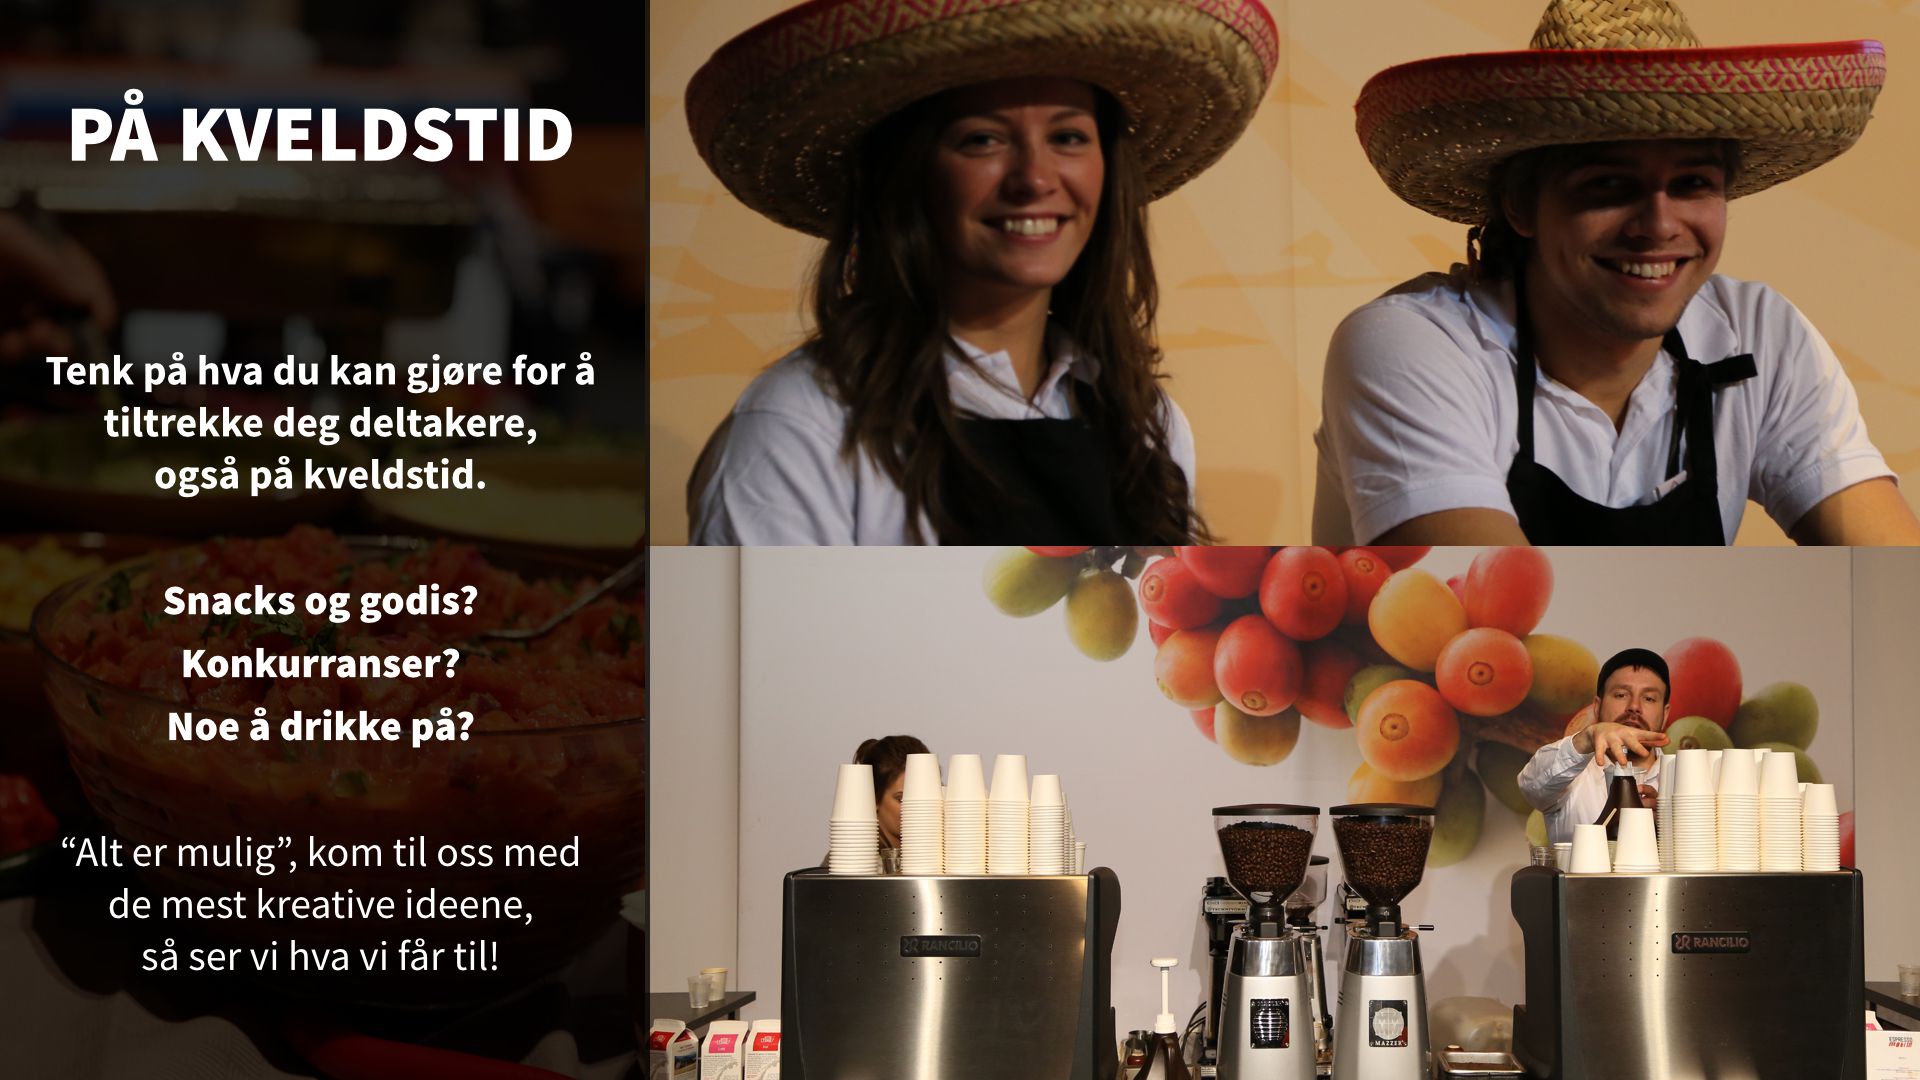 PÅ KVELDSTID
Tenk på hva du kan gjøre for å
tiltrekke deg deltakere,
også på kveldstid.
Snacks og godis?
Konkurranser?
Noe å drikke på?
“Alt er mulig”, kom til oss med
de mest kreative ideene,
så ser vi hva vi får til!
RANCILIO
RANCILIO
MAZZER
ESPRESSO